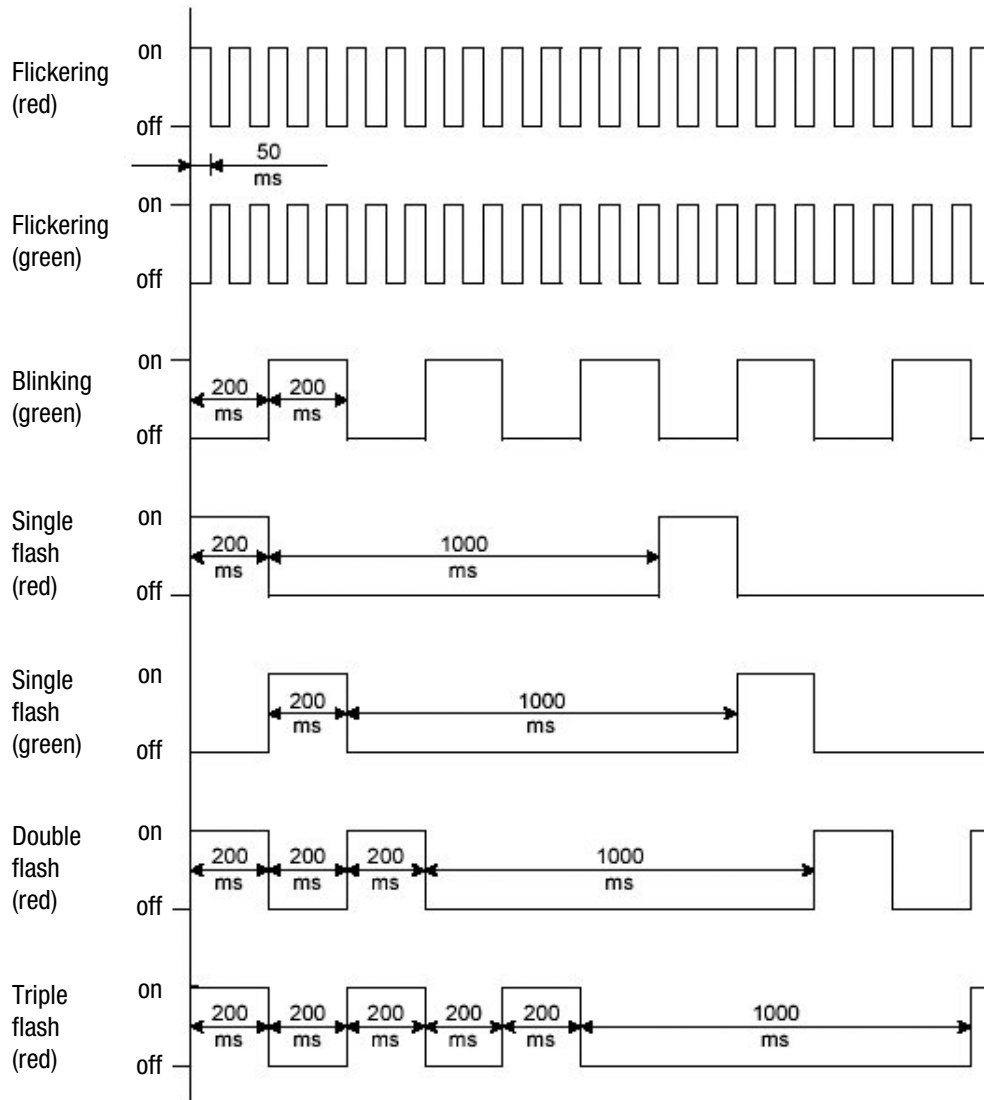 on
Flickering
(red)
off
50
ms
on
Flickering
(green)
off
on
Blinking
(green)
200 200
ms ms
off
on
Single
flash
(red)
200 1000
ms ms
off
on
Single
flash
(green)
200 1000
ms ms
off
on
Double
flash
(red)
200 200 200 1000
ms ms ms ms
off
on
Triple
flash
(red)
200 200 200 200 200 1000
ms ms ms ms ms ms
off